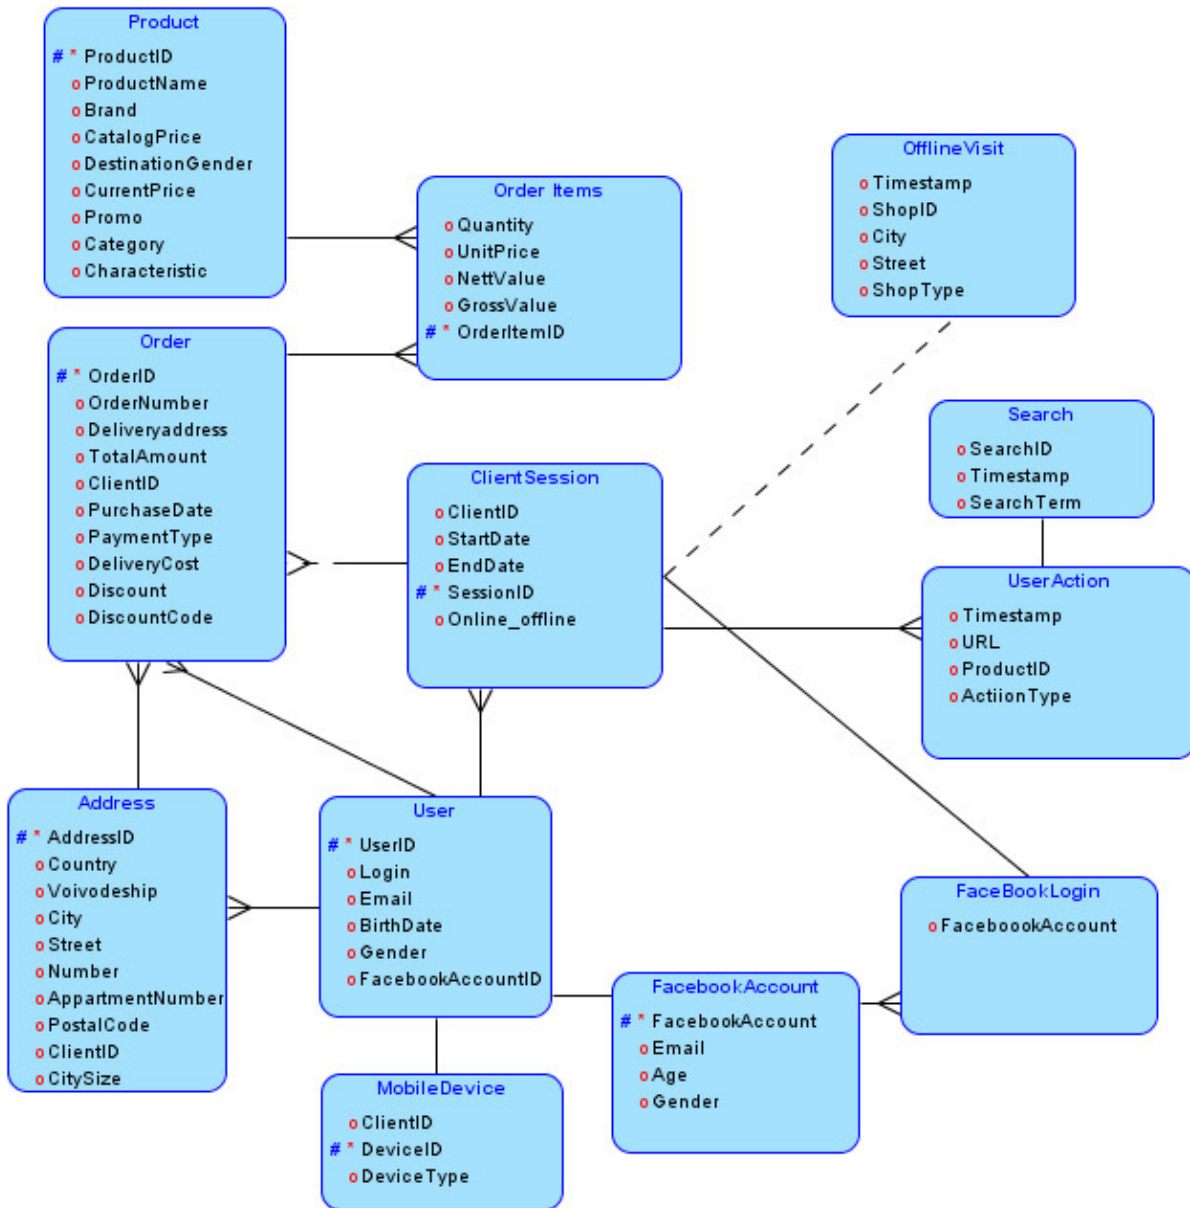 Product
# * ProductID
o ProductName
o Brand
o CatalogPrice
o DestinationGender
o CurrentPrice
o Promo
o Category
o Characteristic
Order Items
o Quantity
o UnitPrice
o NettValue
o GrossValue
# * OrderItemID
OfflineVisit
o Timestamp
o ShopID
o City
o Street
o ShopType
Order
# * OrderID
o OrderNumber
o Deliveryaddress
o TotalAmount
o ClientID
o PurchaseDate
o PaymentType
o DeliveryCost
o Discount
o DiscountCode
ClientSession
o ClientID
o StartDate
o EndDate
# * SessionID
o Online_offline
Search
o SearchID
o Timestamp
o SearchTerm
UserAction
o Timestamp
o URL
o ProductID
o ActiionType
Address
# * AddressID
o Country
o Voivodeship
o City
o Street
o Number
o AppartmentNumber
o PostalCode
o ClientID
o CitySize
User
# * UserID
o Login
o Email
o BirthDate
o Gender
o FacebookAccountID
FaceBookLogin
o FaceboookAccount
FacebookAccount
# * FacebookAccount
o Email
o Age
o Gender
MobileDevice
o ClientID
# * DeviceID
o DeviceType